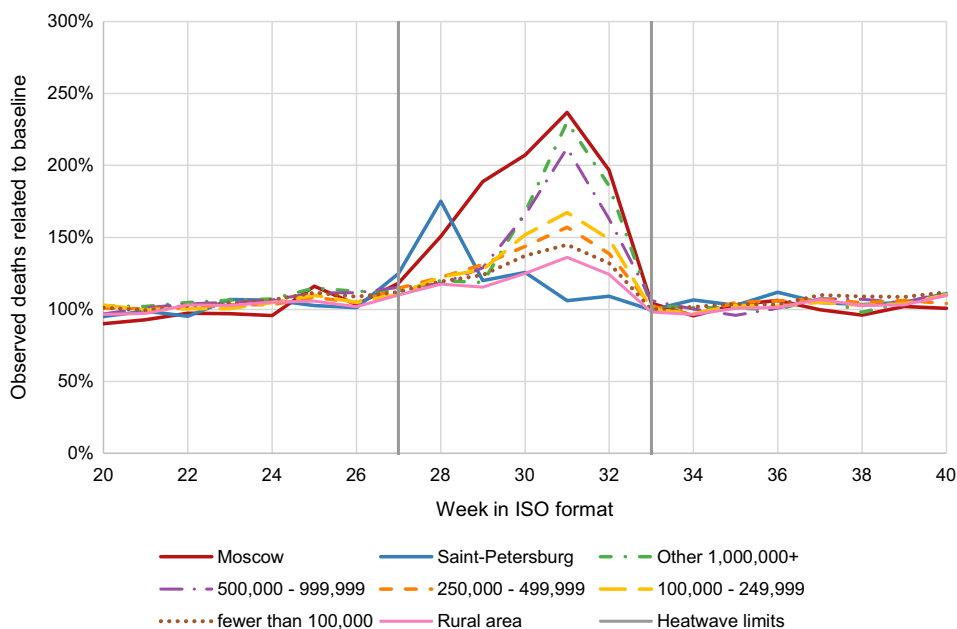 300%
250%
200%
150%
100%
50%
0%
Observed deaths related to baseline
20 22 24 26 28 30 32 34 36 38 40
Week in ISO format
Moscow Saint-Petersburg Other 1,000,000+
500,000 - 999,999 250,000 - 499,999 100,000 - 249,999
fewer than 100,000 Rural area Heatwave limits